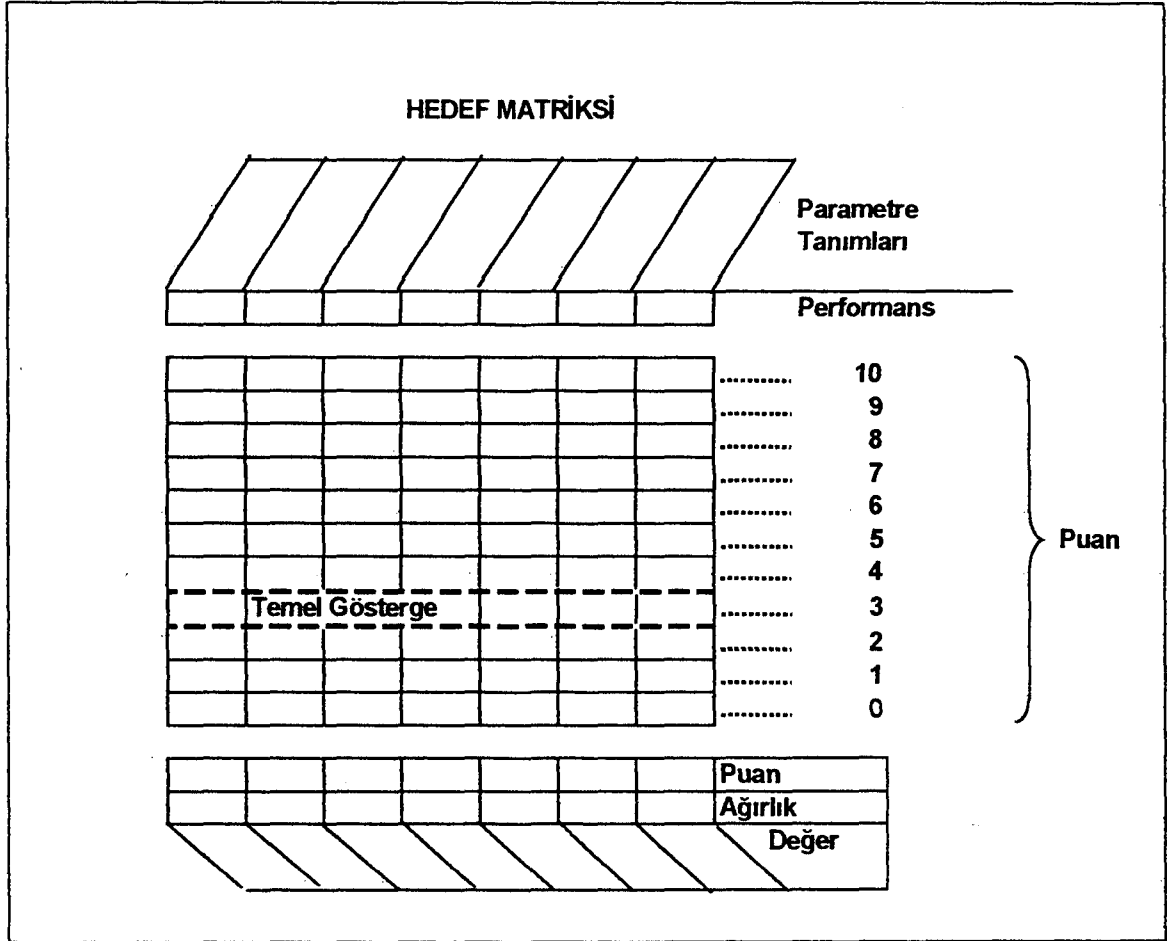 HEDEF MATRİKSİ
Parametre
Tanımları
Performans
10
9
8
7
6
5
Puan
4
Temel Gösterge 3
2
1
0
Puan
Ağırlık
Değer